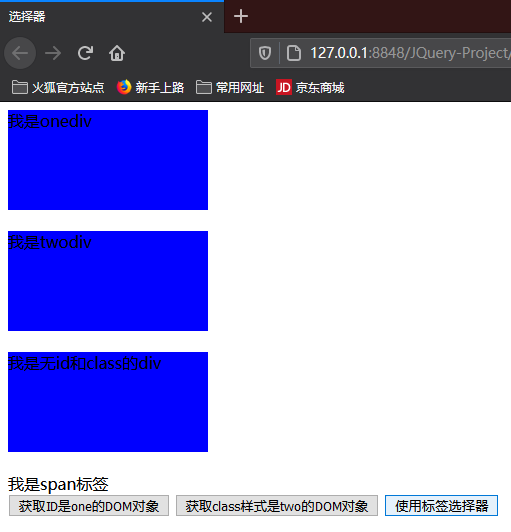 选择器
127.0.0.1:8848/JQuery-Project/
火狐官方站点 新手上路 常用网址 JD 京东商城
我是onediv
我是twodiv
我是无id和class的div
我是span标签
获取ID是one的DOM对象 获取class样式是two的DOM对象 使用标签选择器